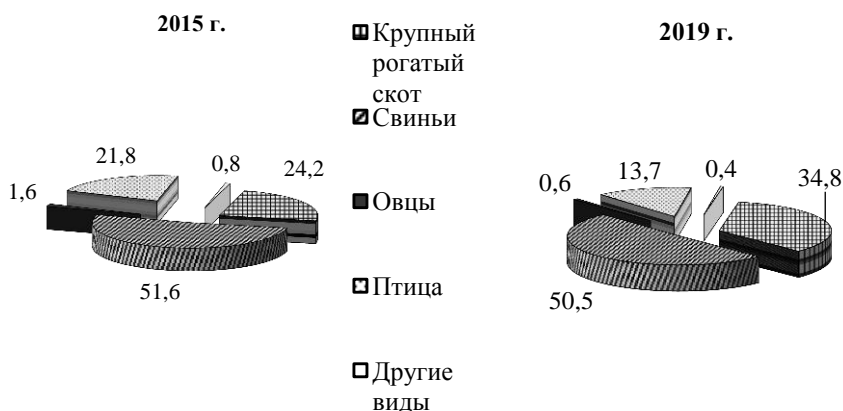 2015 г.
21,8
0,8
24,2
1,6
51,6
Крупный
рогатый
скот
Свиньи
Овцы
Птица
Другие
виды
2019 г.
13,7
0,4
34,8
0,6
50,5